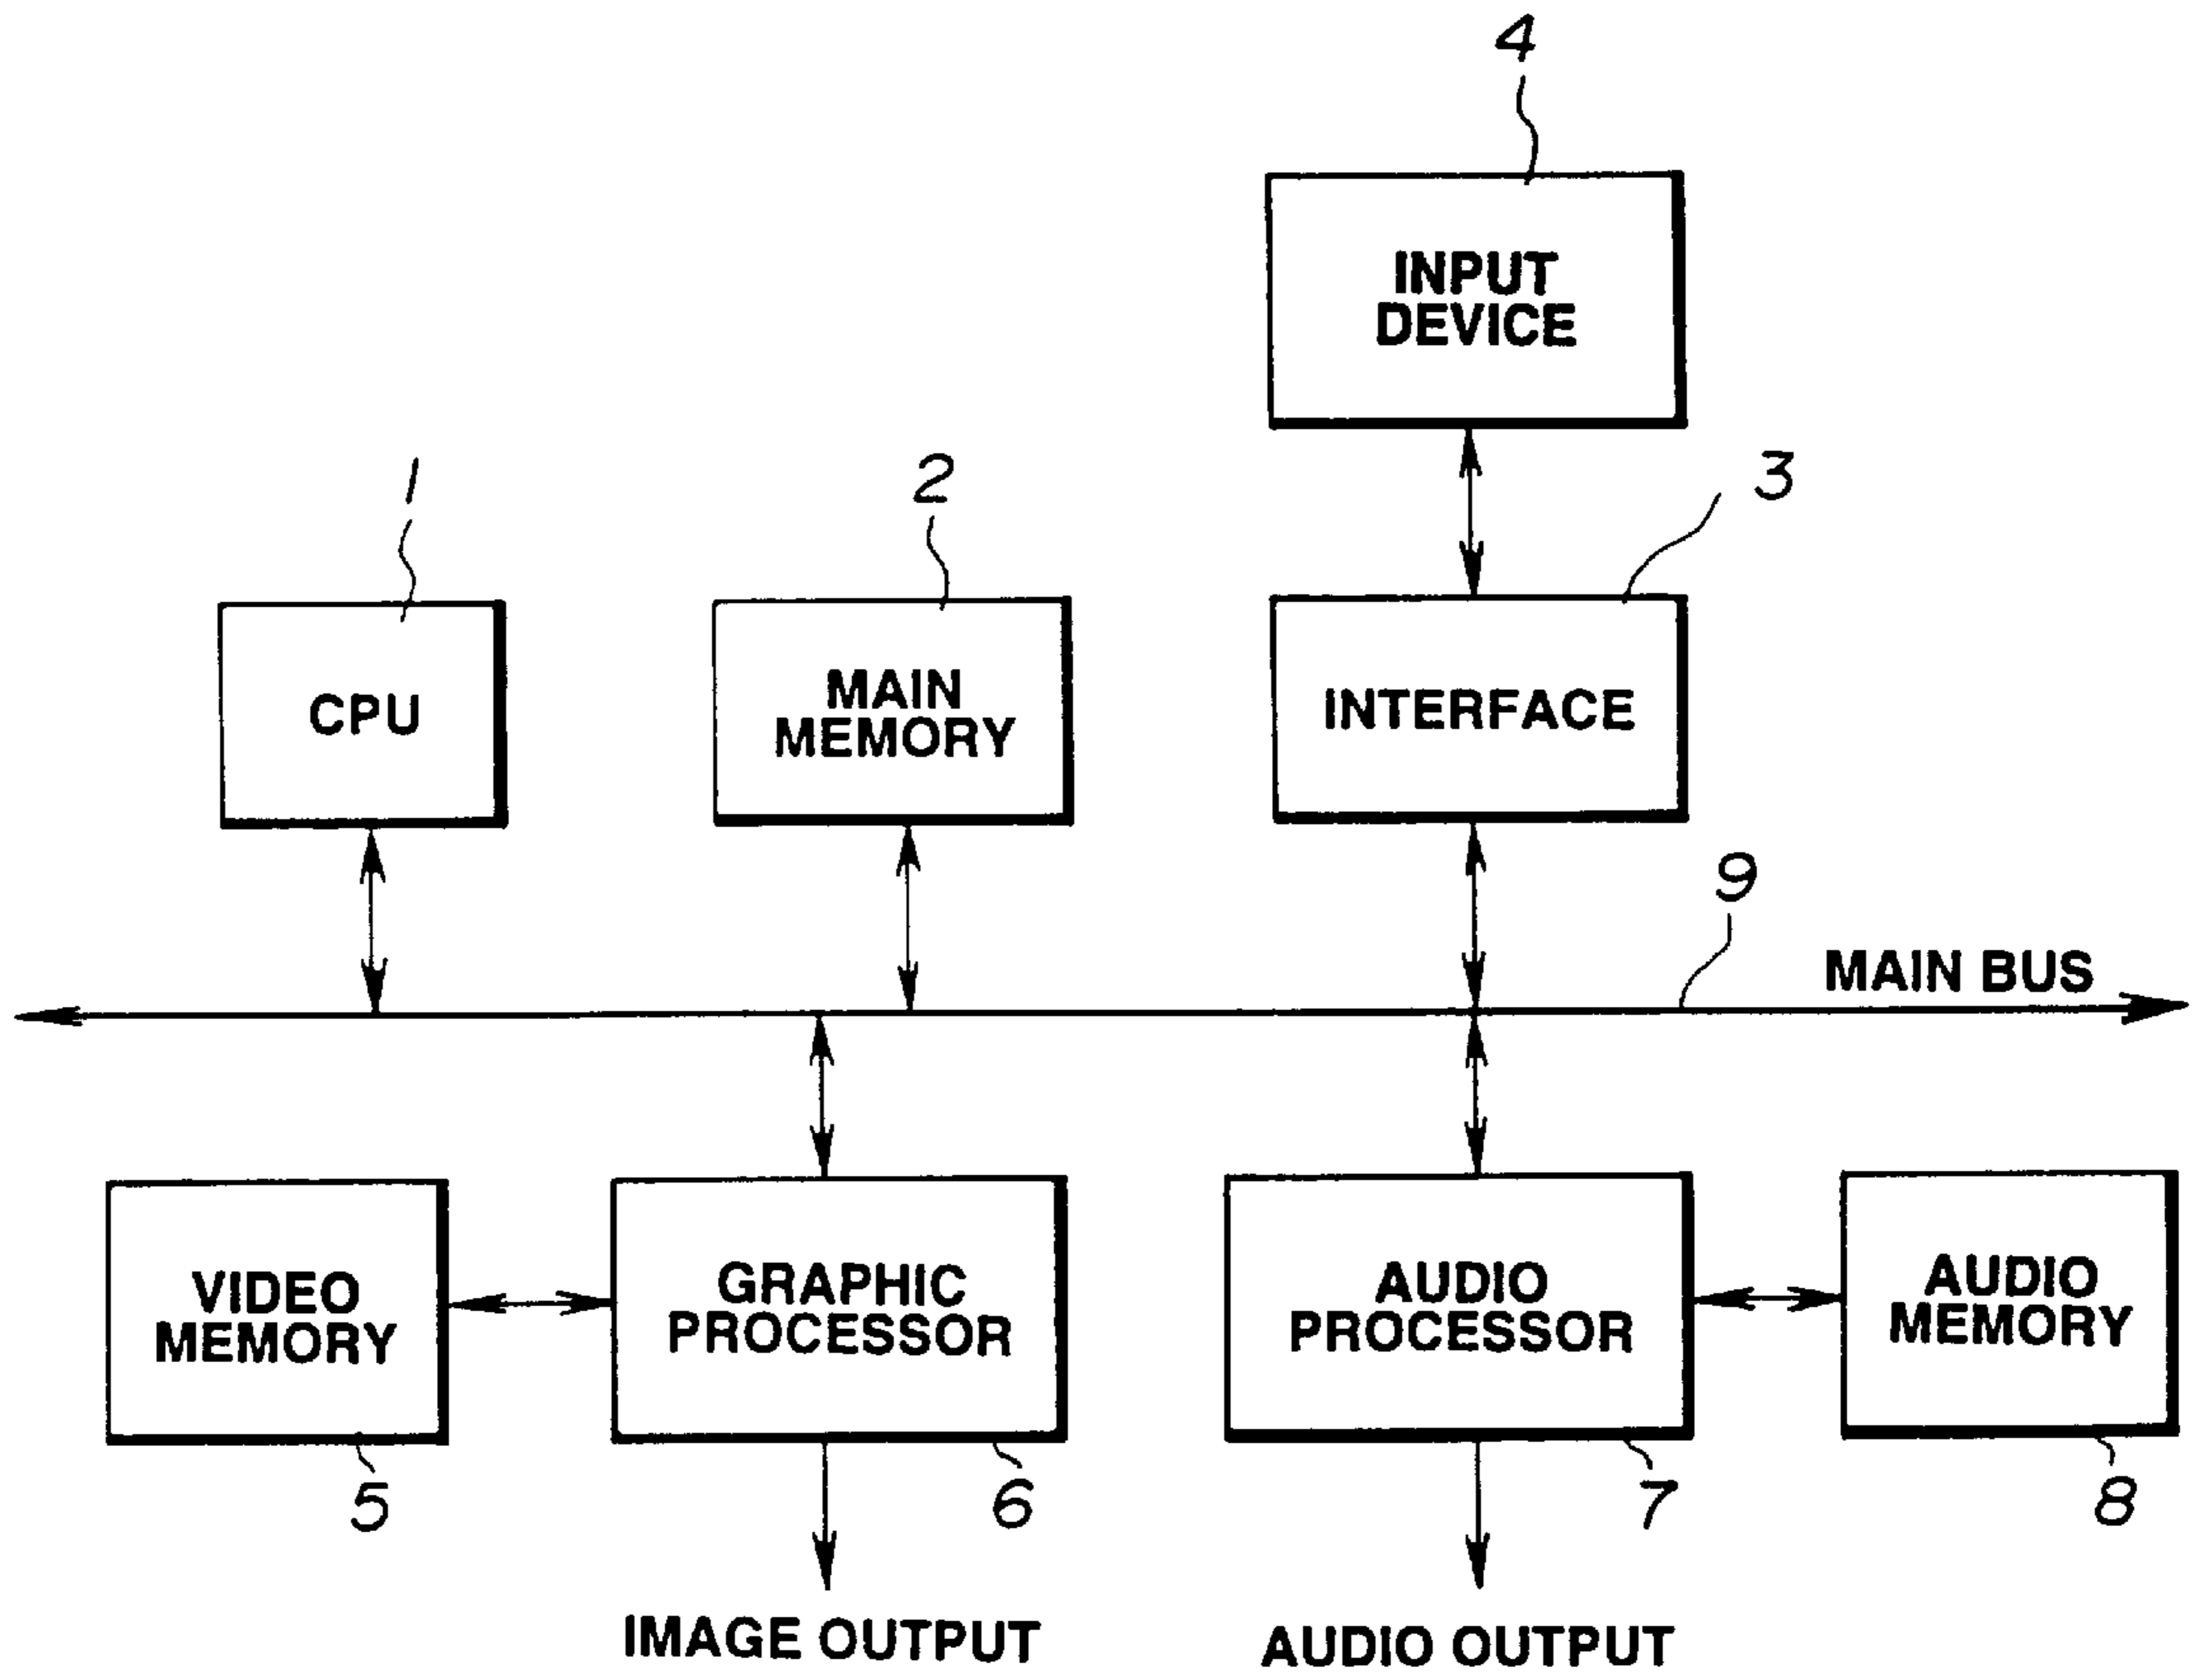 4
INPUT
DEVICE
1
2
3
CPU
MAIN
MEMORY
INTERFACE
9
MAIN BUS
VIDEO
MEMORY
GRAPHIC
PROCESSOR
AUDIO
PROCESSOR
AUDIO
MEMORY
5
6
7
8
IMAGE OUTPUT
AUDIO OUTPUT